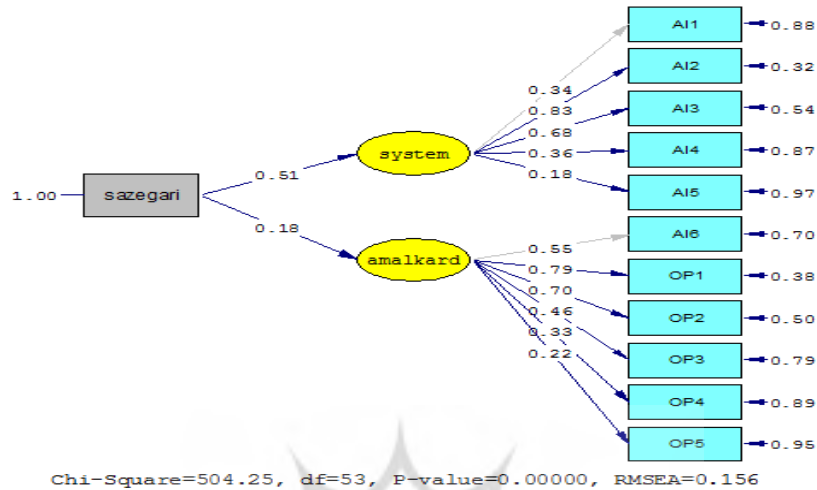 AI1
0.88
AI2
0.32
0.34
0.83
AI3
0.54
0.68
system
0.36
AI4
0.87
0.51
0.18
AI5
0.97
1.00
sazegari
0.18
AI6
0.70
0.55
amalkard
0.79
OP1
0.38
0.70
OP2
0.50
0.46
0.33
OP3
0.79
0.22
OP4
0.89
OP5
0.95
Chi-Square=504.25, df=53, P-value=0.00000, RMSEA=0.156